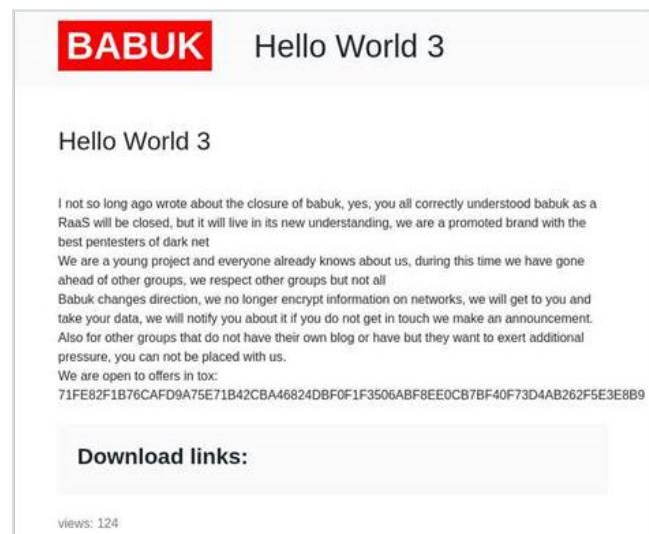 BABUK Hello World 3
Hello World 3
I not so long ago wrote about the closure of babuk, yes, you all correctly understood babuk as a
RaaS will be closed, but it will live in its new understanding, we are a promoted brand with the
best pentesters of dark net
We are a young project and everyone already knows about us, during this time we have gone
ahead of other groups, we respect other groups but not all
Babuk changes direction, we no longer encrypt information on networks, we will get to you and
take your data, we will notify you about it if you do not get in touch we make an announcement.
Also for other groups that do not have their own blog or have but they want to exert additional
pressure, you can not be placed with us.
We are open to offers in tox:
71FE82F1B76CAFD9A75E71B42CBA46824DBF0F1F3506ABF8EE0CB7BF40F73D4AB262F5E3E8B9
Download links:
views: 124